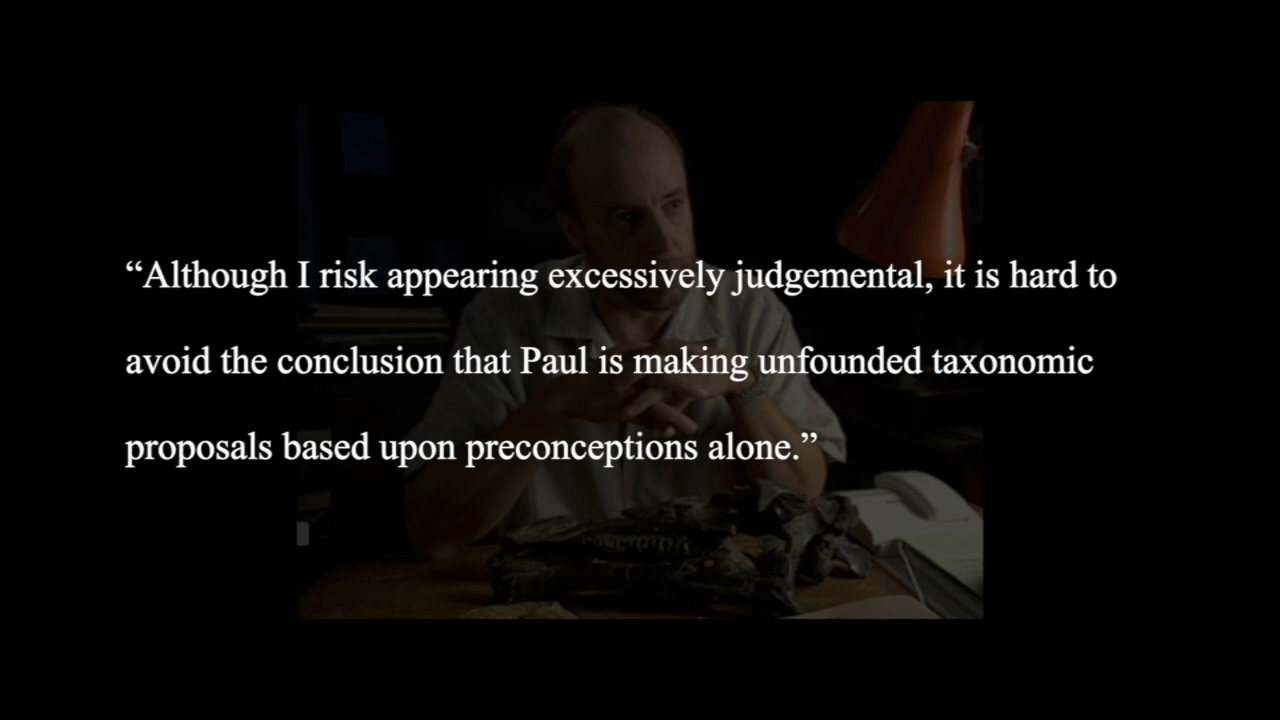 “Although I risk appearing excessively judgemental, it is hard to
avoid the conclusion that Paul is making unfounded taxonomic
proposals based upon preconceptions alone.”